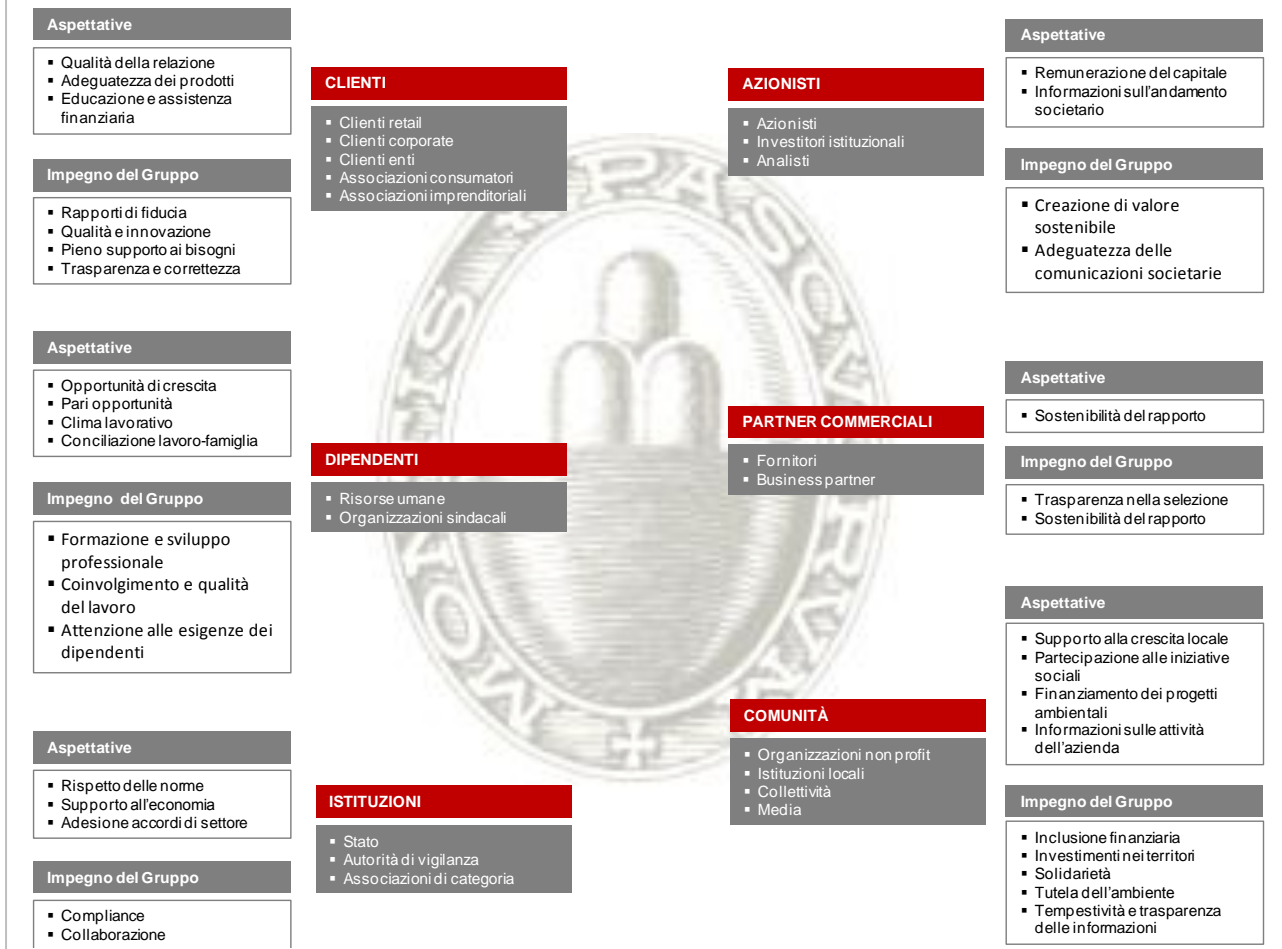 Aspettative
▪ Qualità della relazione
▪ Adeguatezza dei prodotti
▪ Educazione e assistenza
finanziaria
Impegno del Gruppo
▪ Rapporti di fiducia
▪ Qualità e innovazione
▪ Pieno supporto ai bisogni
▪ Trasparenza e correttezza
CLIENTI
▪ Clienti retail
▪ Clienti corporate
▪ Clienti enti
▪ Associazioni consumatori
▪ Associazioni imprenditoriali
AZIONISTI
▪ Azionisti
▪ Investitori istituzionali
▪ Analisti
Aspettative
▪ Remunerazione del capitale
▪ Informazioni sull'andamento
societario
Impegno del Gruppo
▪ Creazione di valore
sostenibile
▪ Adeguatezza delle
comunicazioni societarie
Aspettative
▪ Opportunità di crescita
▪ Pari opportunità
▪ Clima lavorativo
▪ Conciliazione lavoro-famiglia
Impegno del Gruppo
▪ Formazione e sviluppo
professionale
▪ Coinvolgimento e qualità
del lavoro
▪ Attenzione alle esigenze dei
dipendenti
DIPENDENTI
▪ Risorse umane
▪ Organizzazioni sindacali
PARTNER COMMERCIALI
▪ Fornitori
▪ Business partner
Aspettative
▪ Sostenibilità del rapporto
Impegno del Gruppo
▪ Trasparenza nella selezione
▪ Sostenibilità del rapporto
Aspettative
▪ Rispetto delle norme
▪ Supporto all'economia
▪ Adesione accordi di settore
Impegno del Gruppo
▪ Compliance
▪ Collaborazione
ISTITUZIONI
▪ Stato
▪ Autorità di vigilanza
▪ Associazioni di categoria
COMUNITÀ
▪ Organizzazioni non profit
▪ Istituzioni locali
▪ Collettività
▪ Media
Aspettative
▪ Supporto alla crescita locale
▪ Partecipazione alle iniziative
sociali
▪ Finanziamento dei progetti
ambientali
▪ Informazioni sulle attività
dell'azienda
Impegno del Gruppo
▪ Inclusione finanziaria
▪ Investimenti nei territori
▪ Solidarietà
▪ Tutela dell'ambiente
▪ Tempestività e trasparenza
delle informazioni
MONTIS PASCVORVM